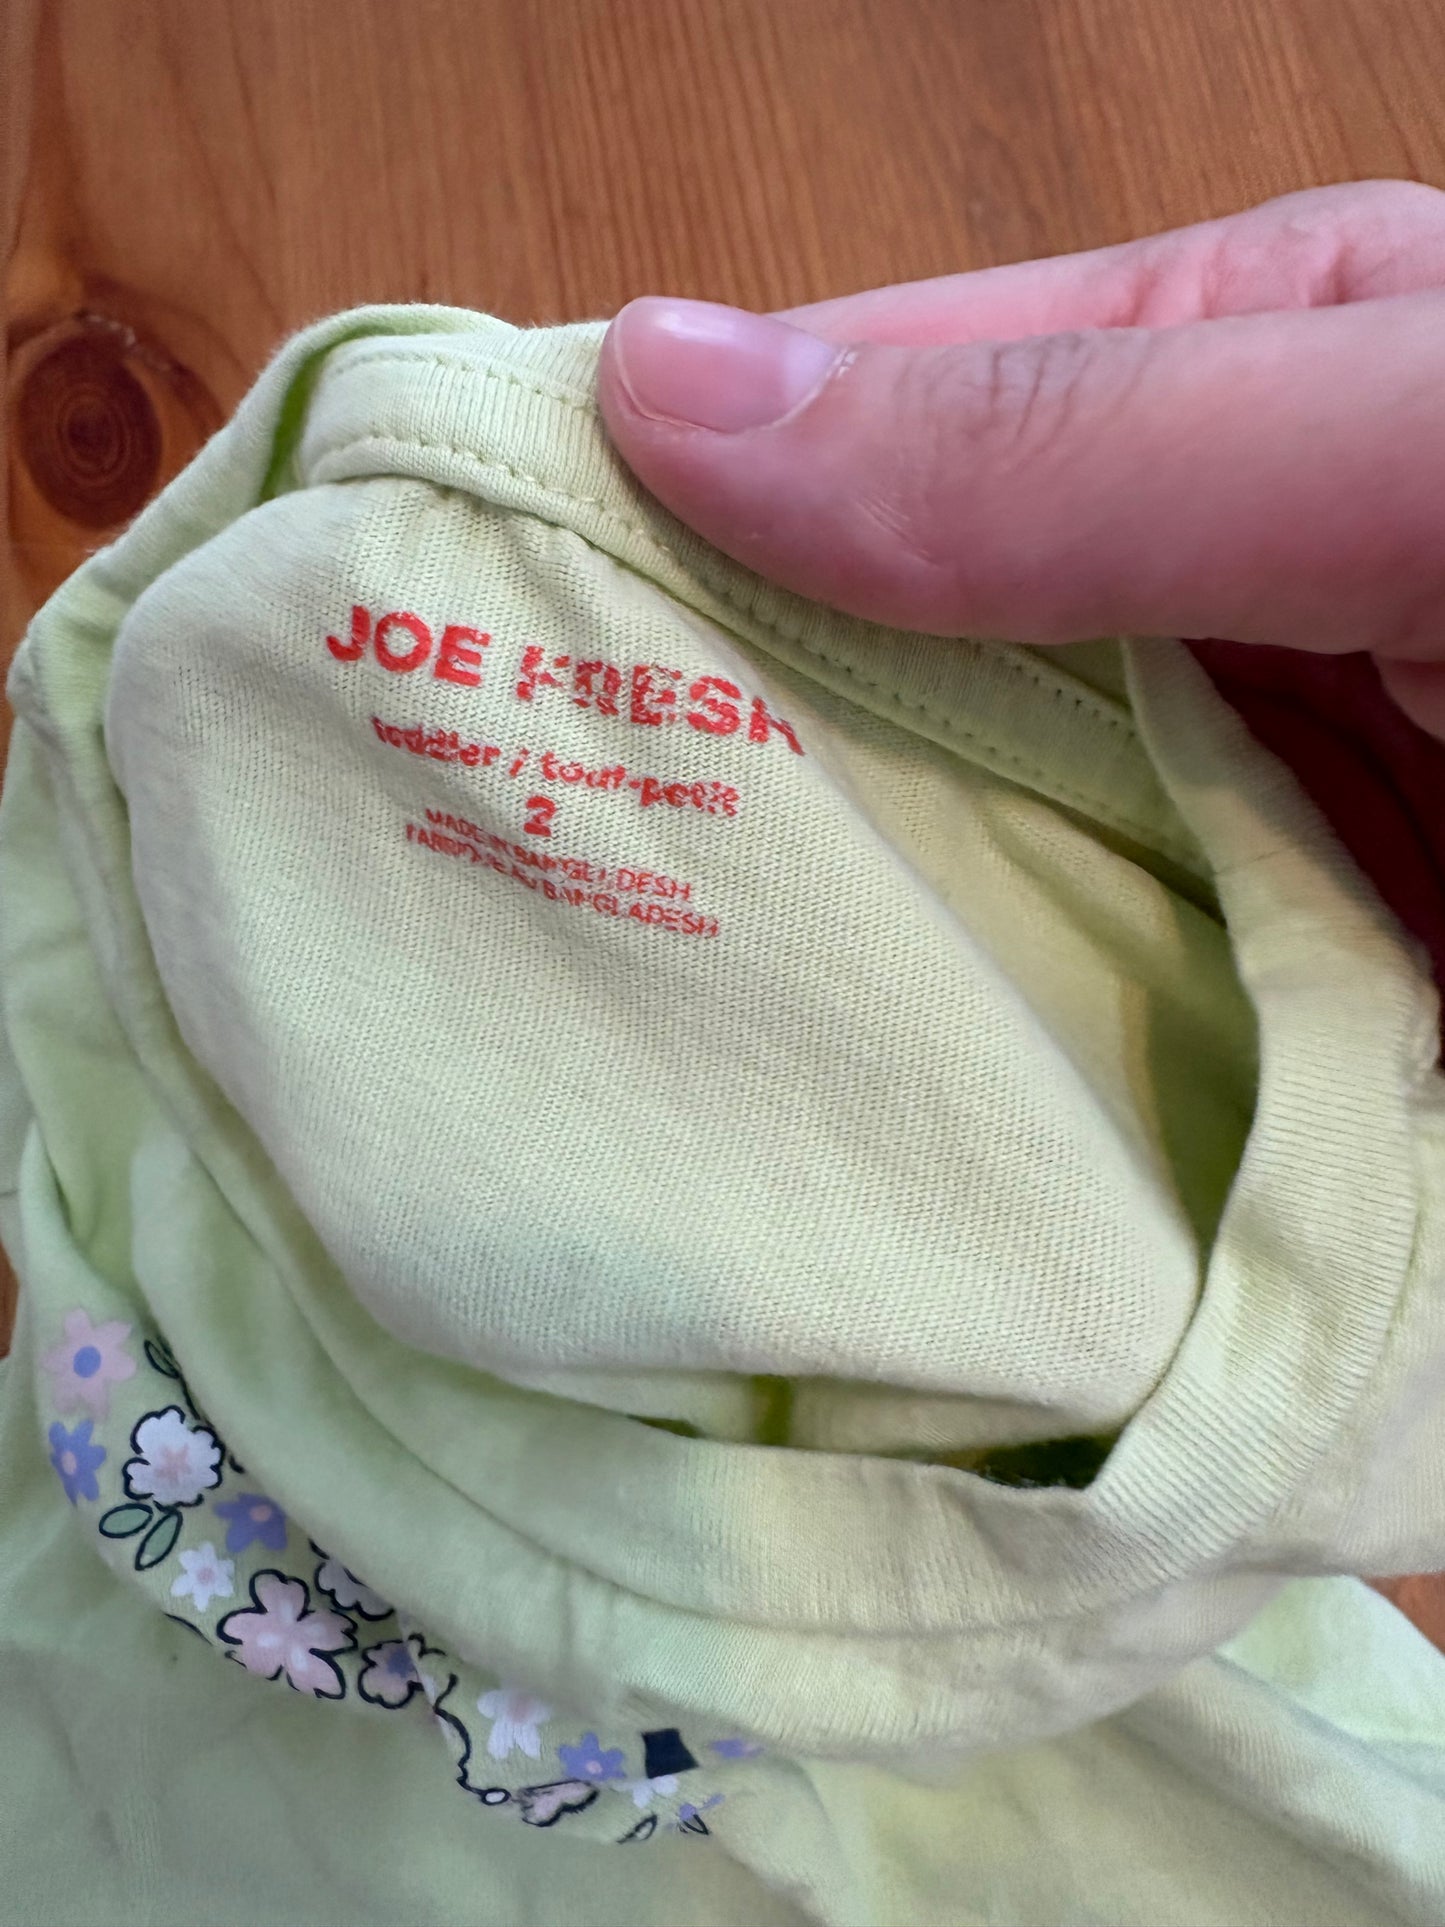 JOE FRESH
toddler / tout-petit
2
MADE IN BANGLADESH
FABRIQUÉ AU BANGLADESH